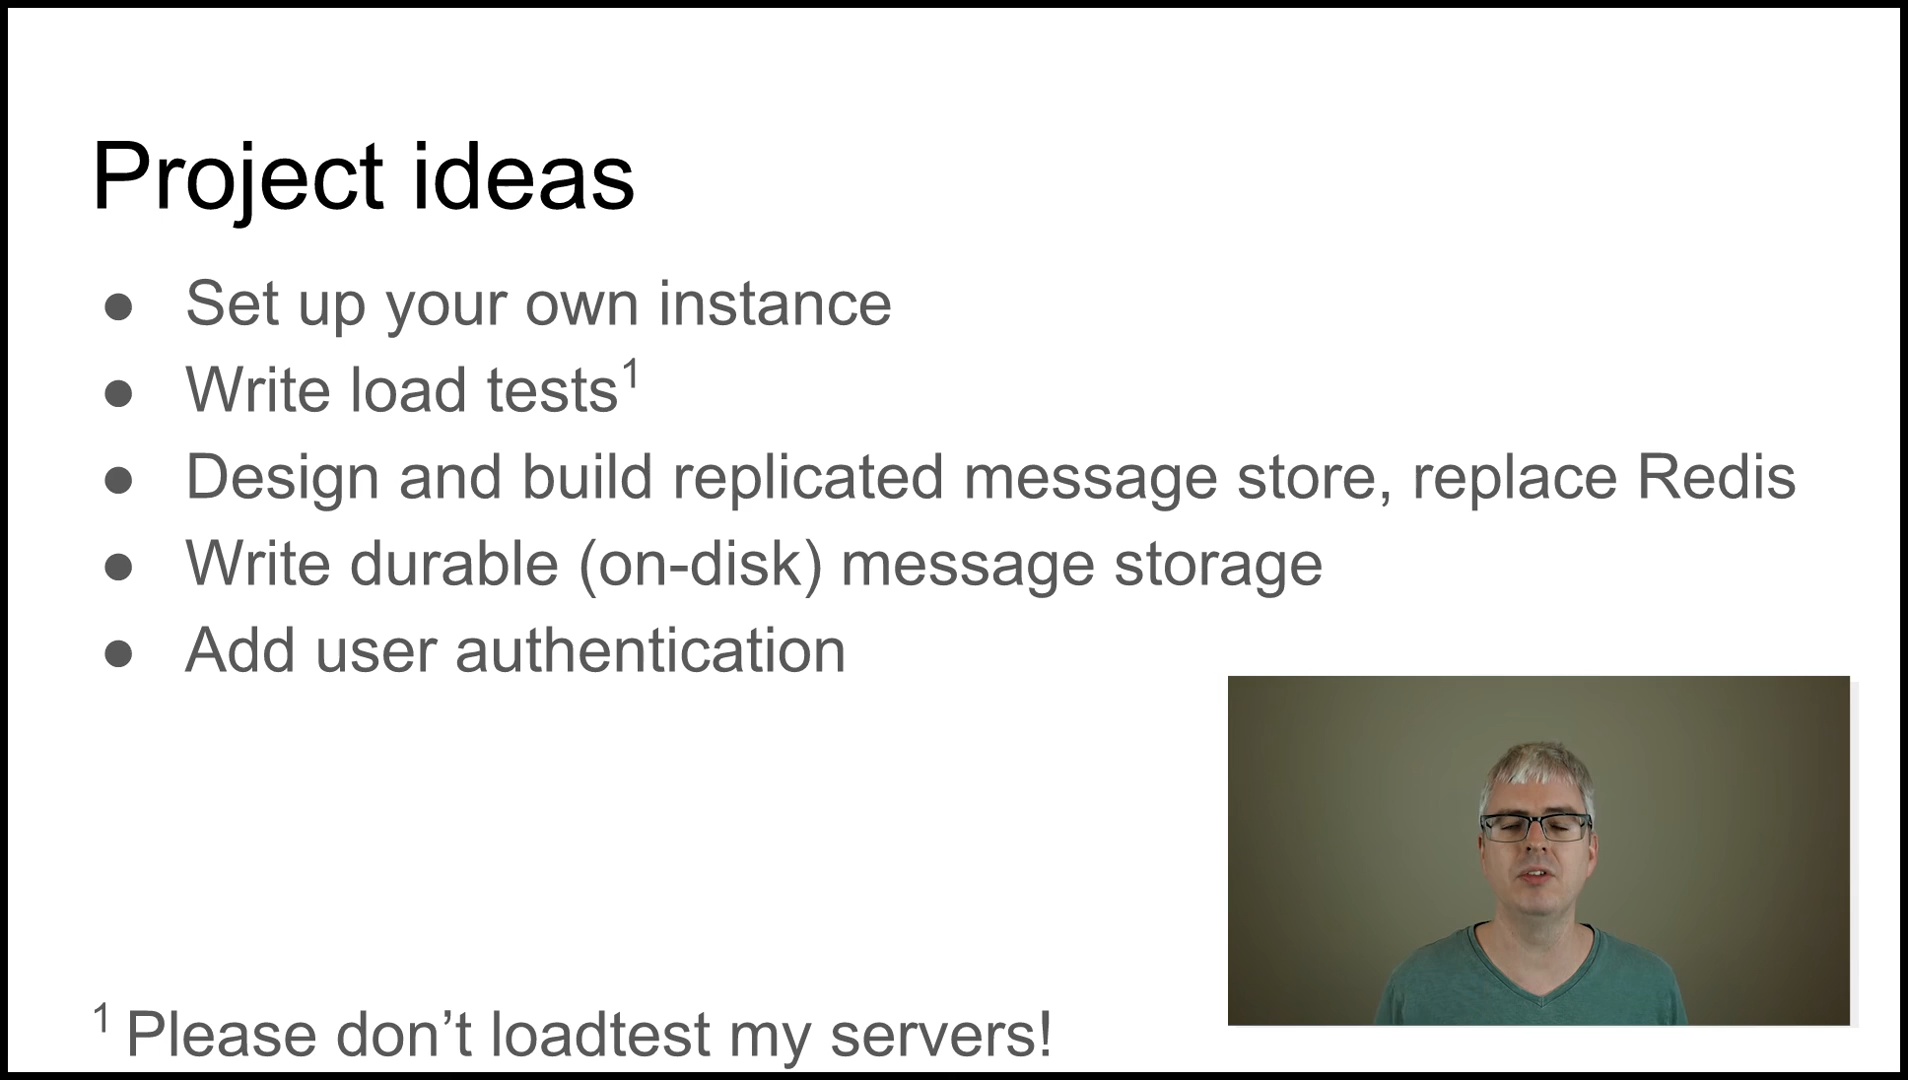 Project ideas
● Set up your own instance
● Write load tests¹
● Design and build replicated message store, replace Redis
● Write durable (on-disk) message storage
● Add user authentication
¹ Please don’t loadtest my servers!